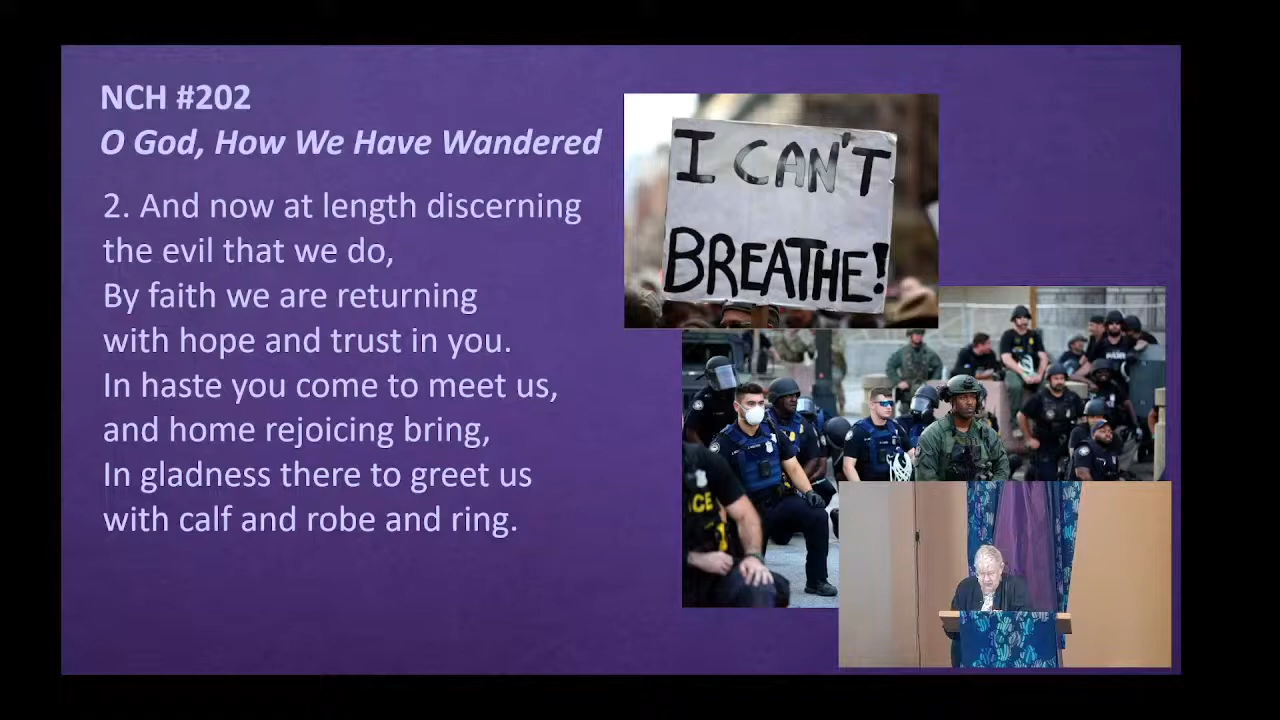 NCH #202
O God, How We Have Wandered
2. And now at length discerning
the evil that we do,
By faith we are returning
with hope and trust in you.
In haste you come to meet us,
and home rejoicing bring,
In gladness there to greet us
with calf and robe and ring.
I CAN'T
BREATHE!
CE